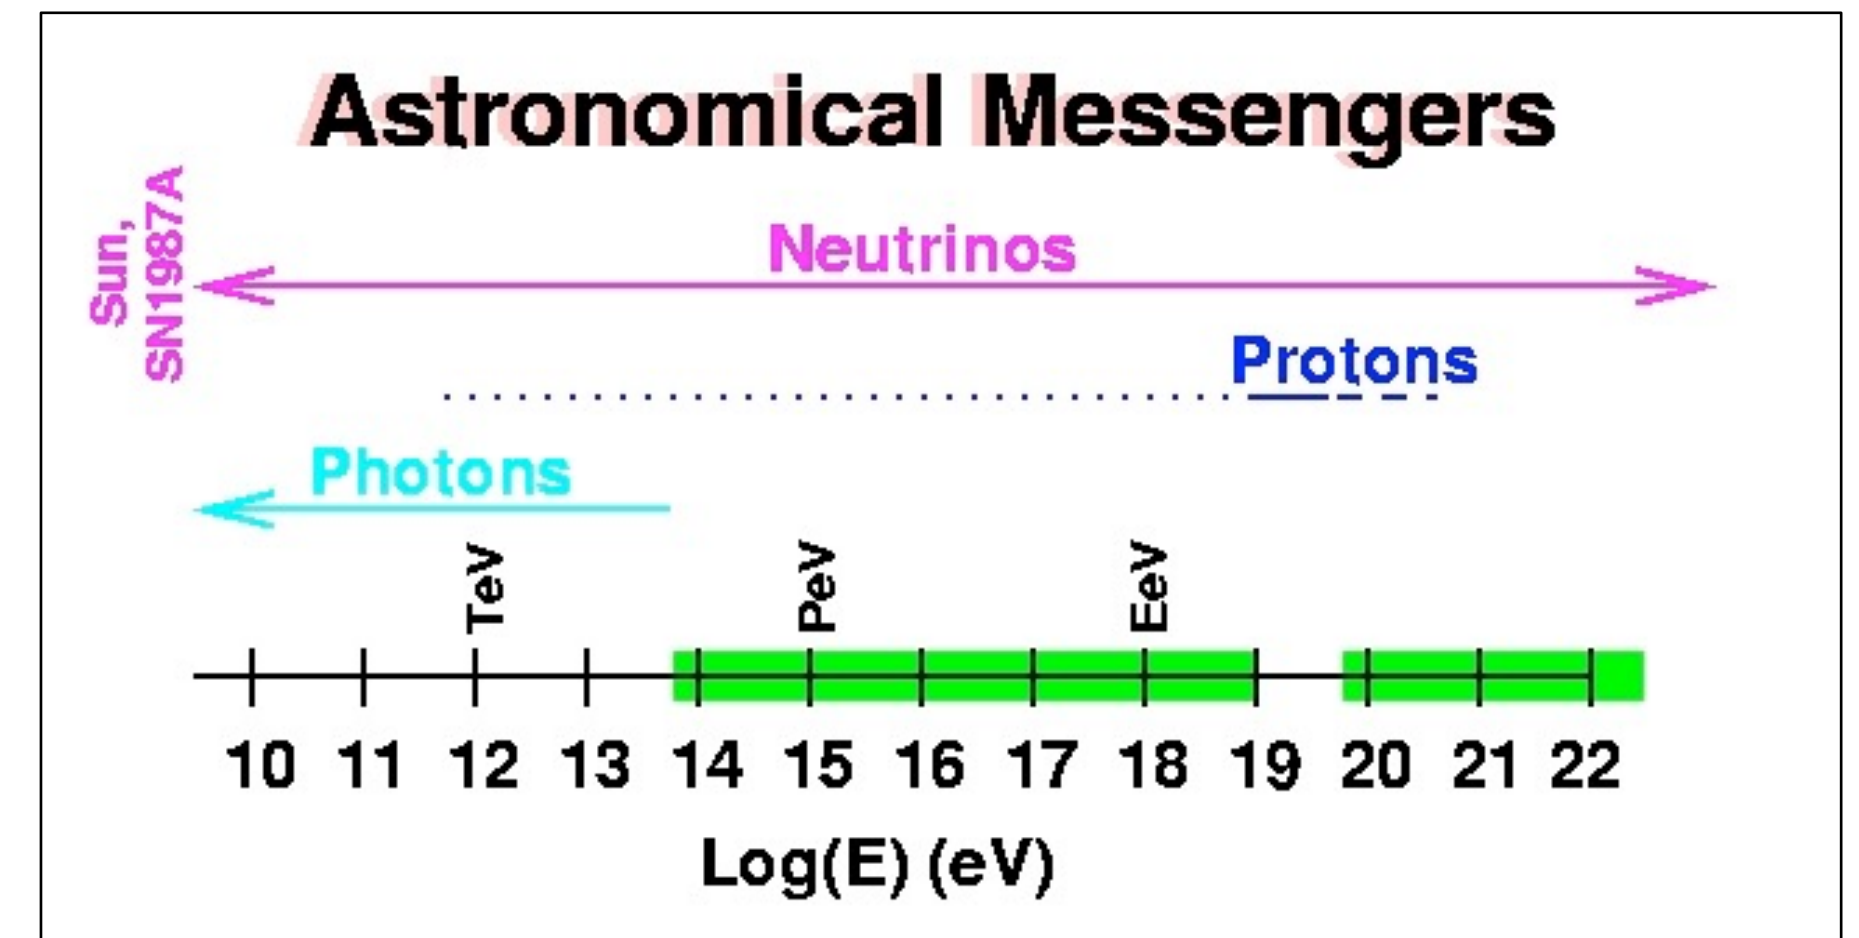 Astronomical Messengers
Sun,
SN1987A
Neutrinos
Protons
Photons
TeV PeV EeV
10 11 12 13 14 15 16 17 18 19 20 21 22
Log(E) (eV)